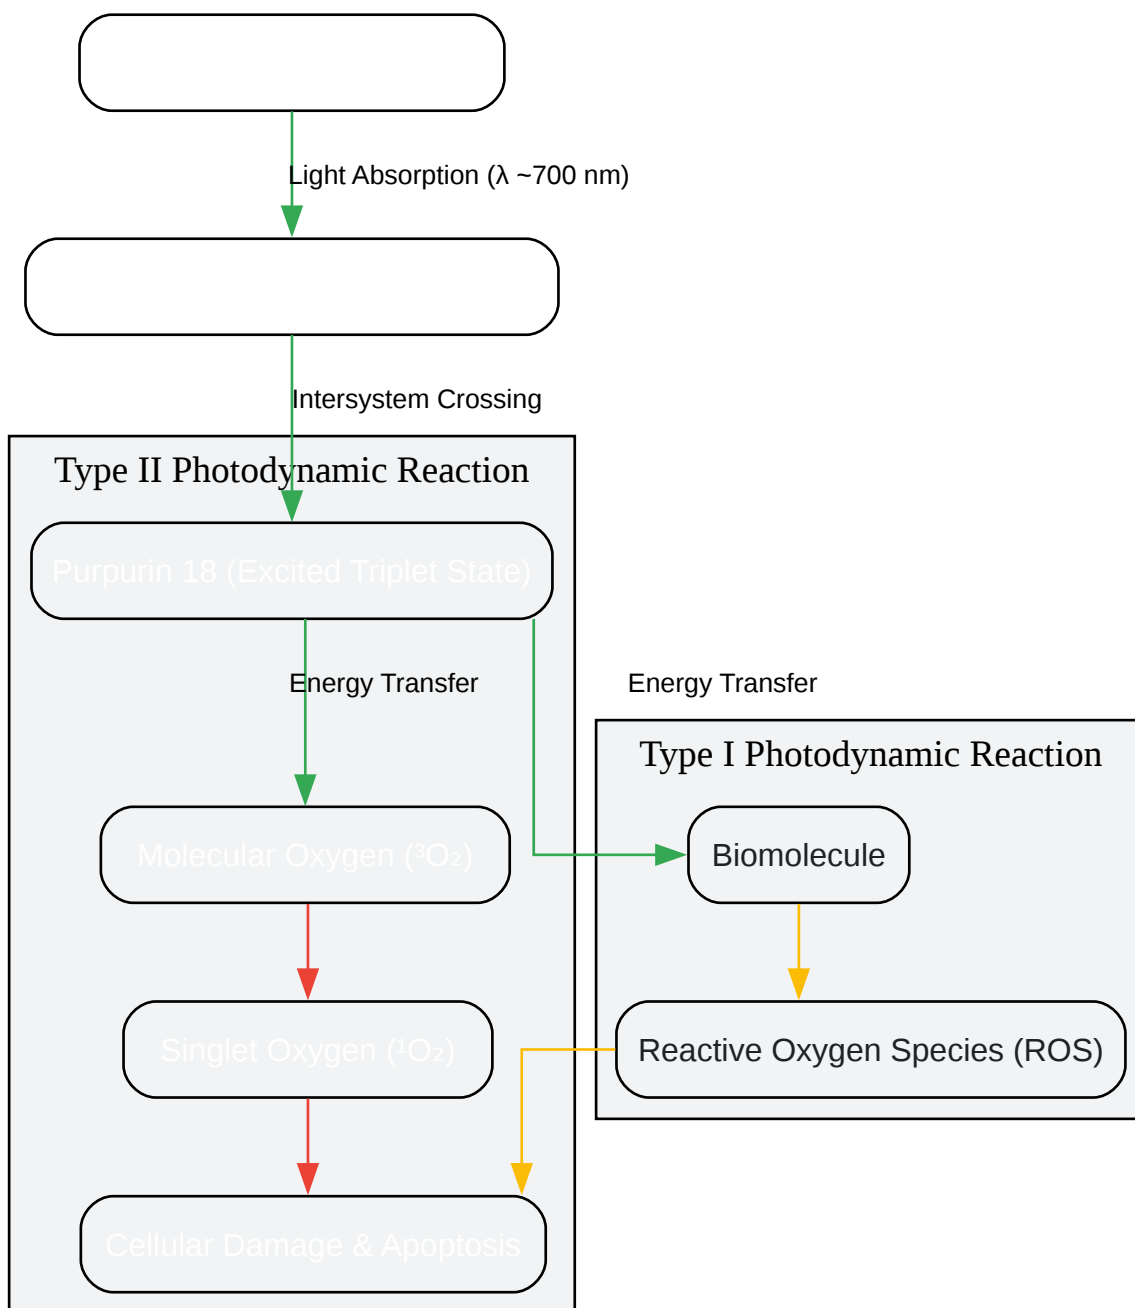 Light Absorption (λ ~700 nm)
Intersystem Crossing
Type II Photodynamic Reaction
Purpurin 18 (Excited Triplet State)
Energy Transfer
Energy Transfer
Type I Photodynamic Reaction
Molecular Oxygen (³O₂)
Biomolecule
Singlet Oxygen (¹O₂)
Reactive Oxygen Species (ROS)
Cellular Damage & Apoptosis